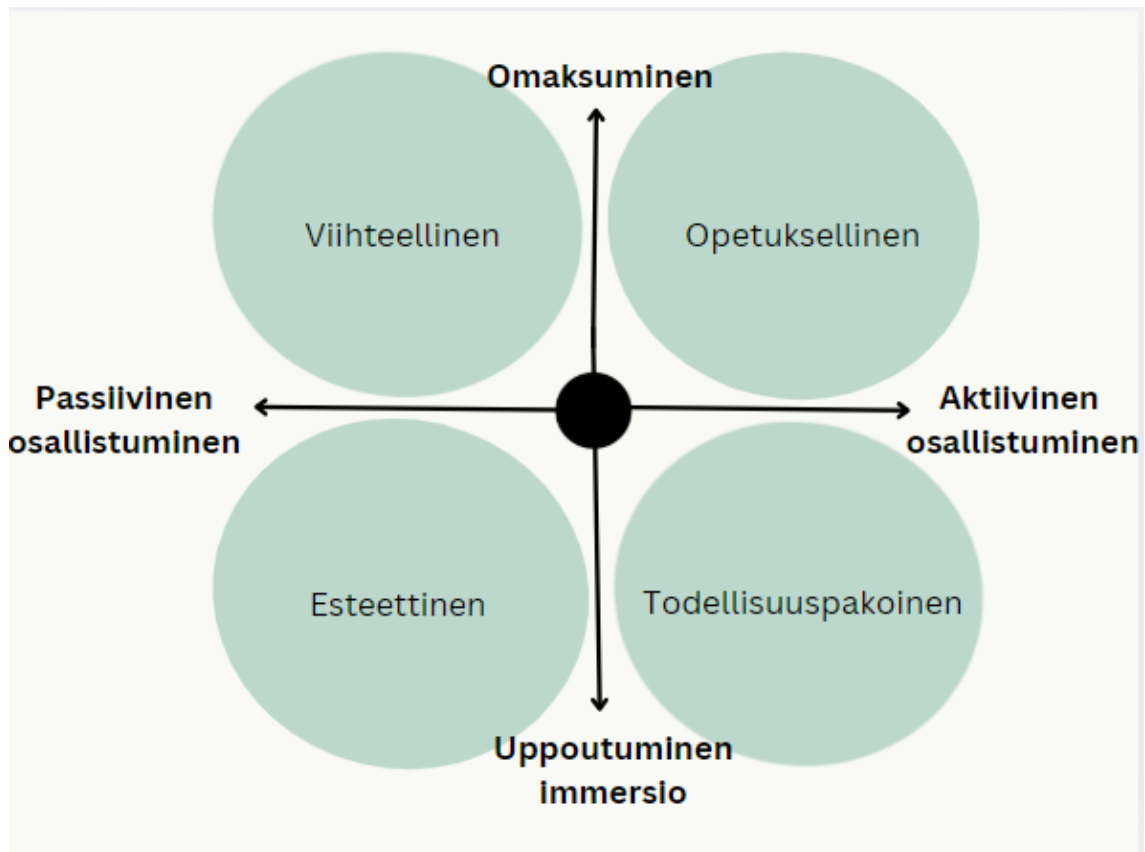 Omaksuminen
Viihteellinen
Opetuksellinen
Passiivinen
osallistuminen
Aktiivinen
osallistuminen
Esteettinen
Todellisuuspakoinen
Uppoutuminen
immersio